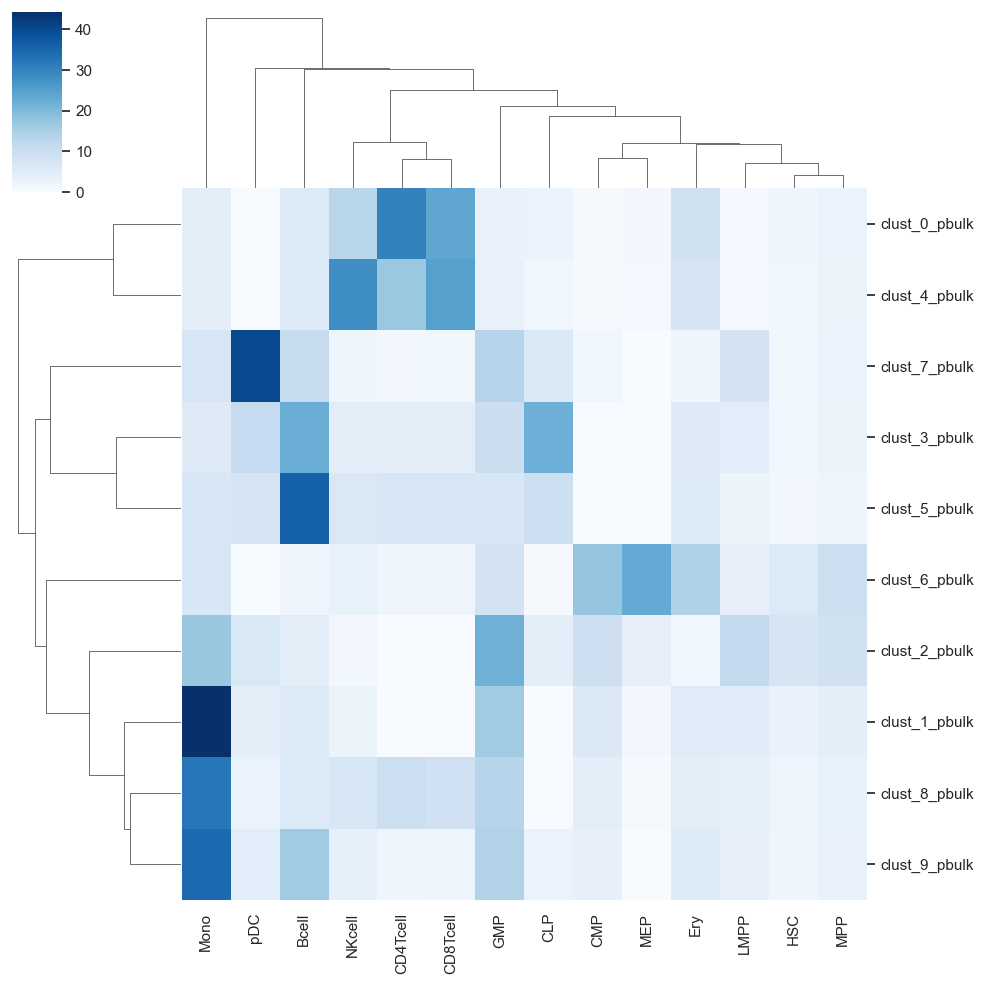 40
30
20
10
0
clust_0_pbulk
clust_4_pbulk
clust_7_pbulk
clust_3_pbulk
clust_5_pbulk
clust_6_pbulk
clust_2_pbulk
clust_1_pbulk
clust_8_pbulk
clust_9_pbulk
Mono
pDC
Bcell
NKcell
CD4Tcell
CD8Tcell
GMP
CLP
CMP
MEP
Ery
LMPP
HSC
MPP